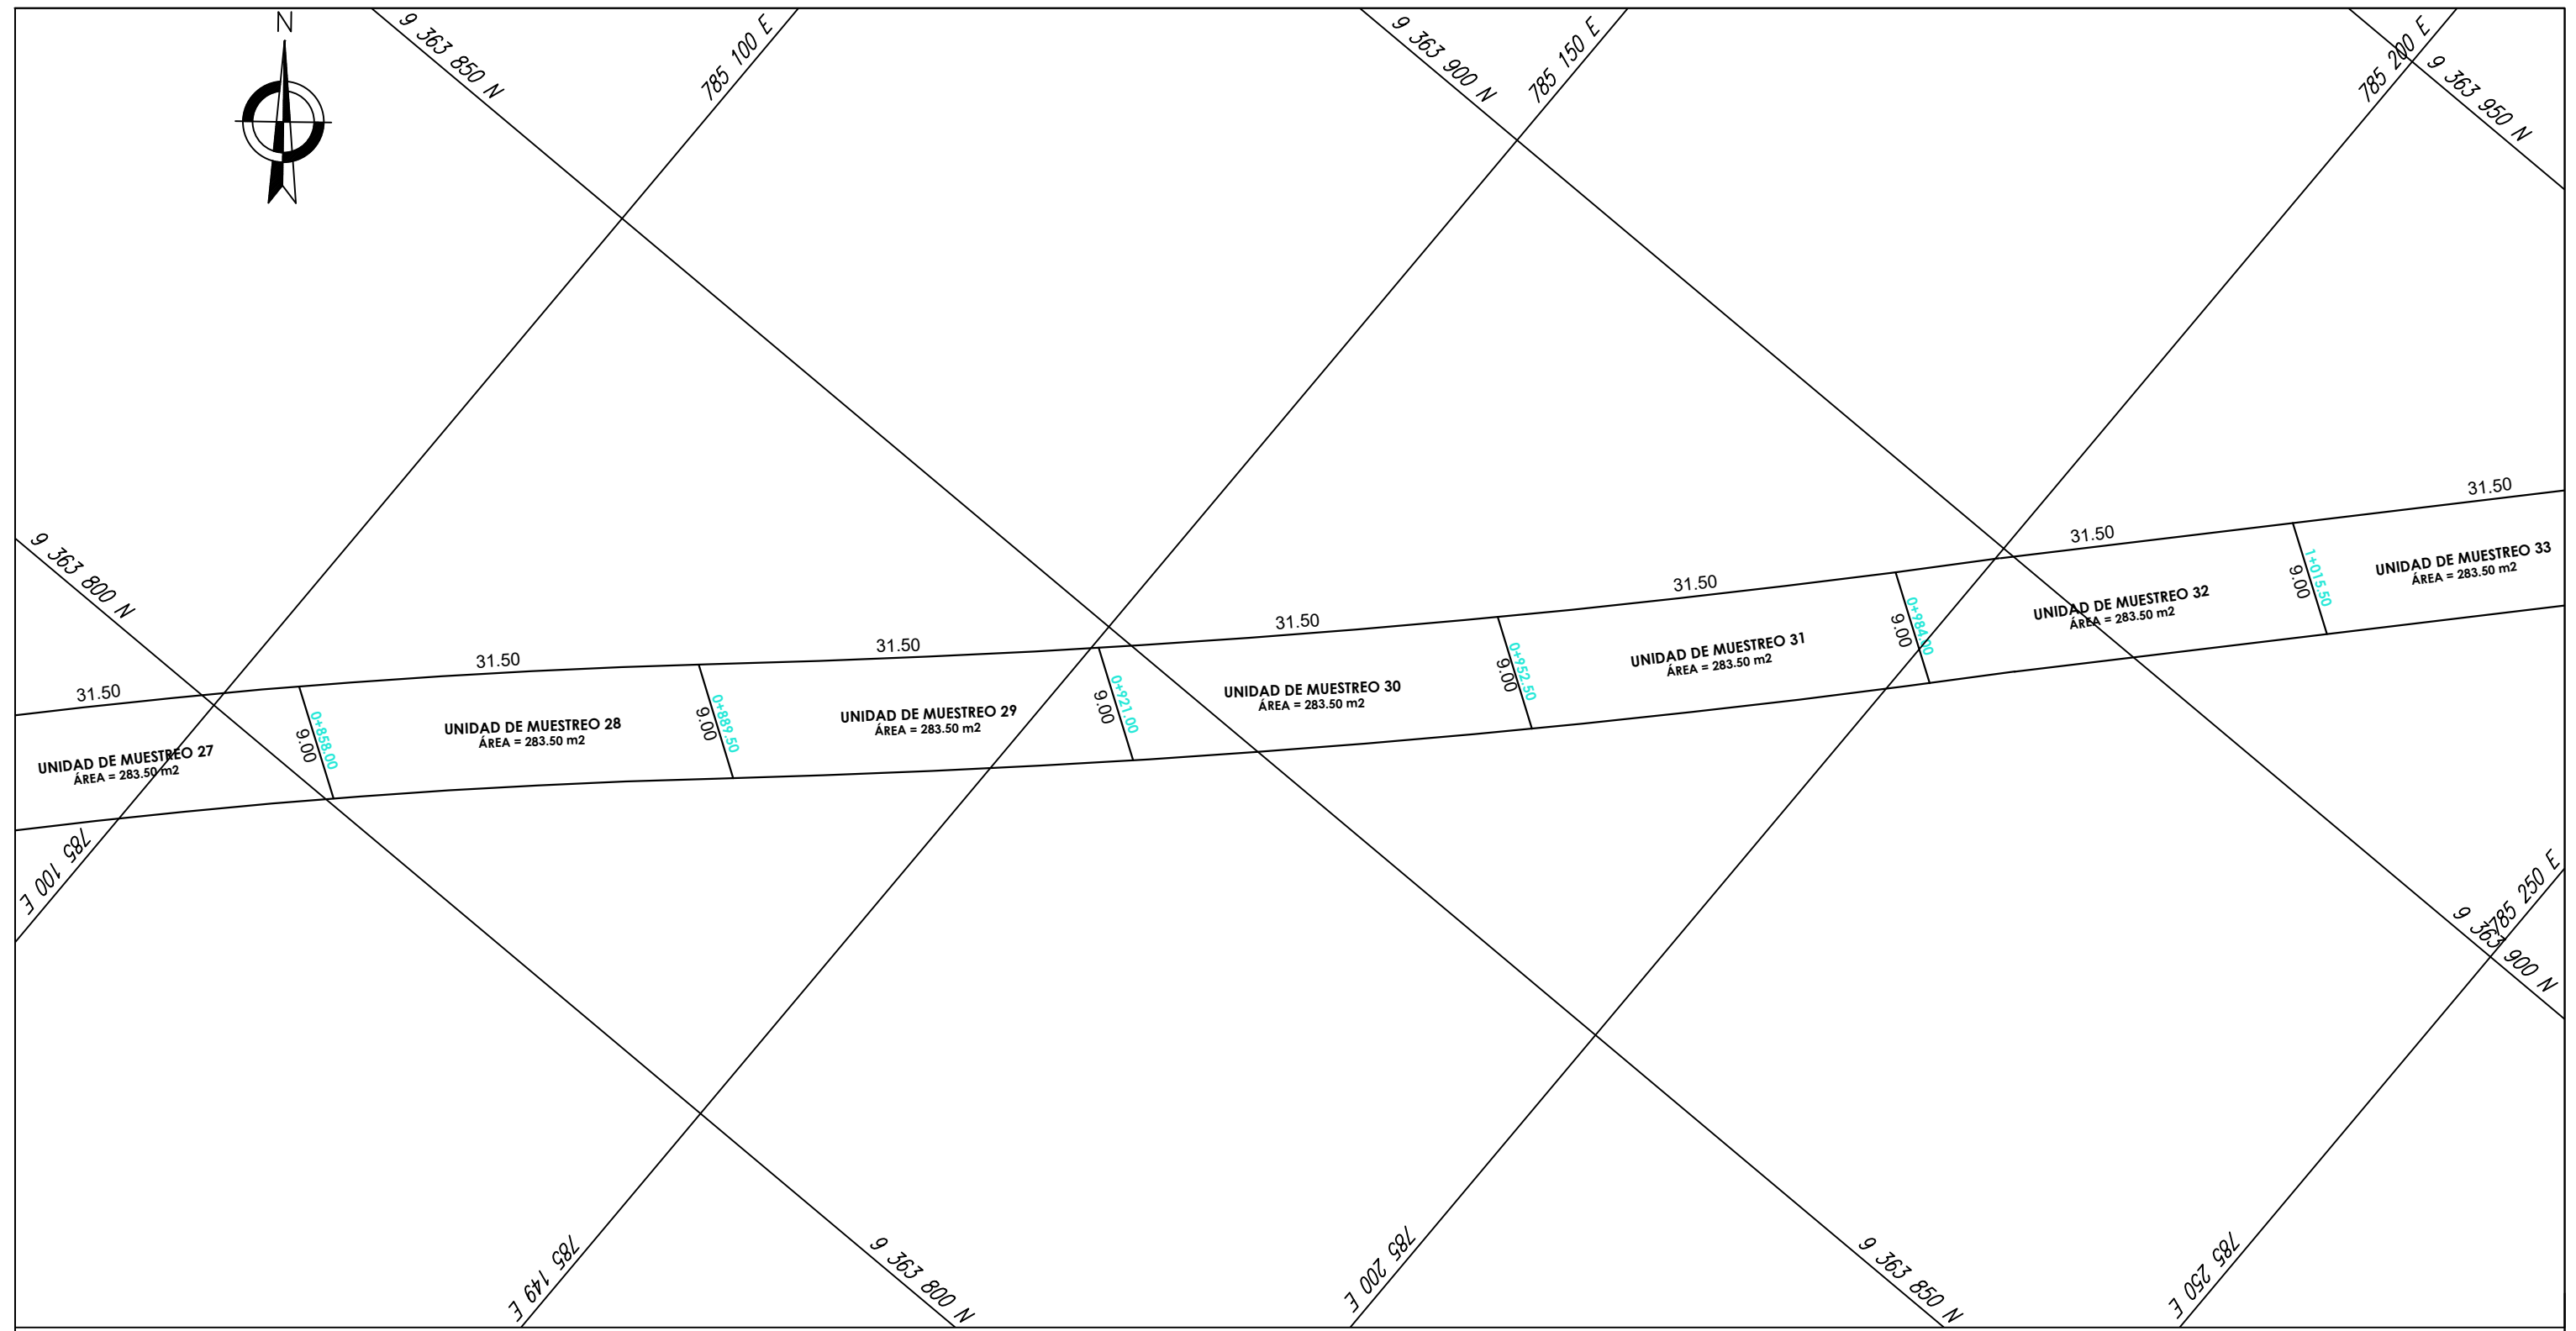 N
9 363 850 N
785 100 E
9 363 900 N
785 150 E
785 200 E
9 363 950 N
9 363 800 N
31.50
31.50
31.50
31.50
31.50
31.50
31.50
UNIDAD DE MUESTREO 27
ÁREA = 283.50 m2
9.00
0+858.00
UNIDAD DE MUESTREO 28
ÁREA = 283.50 m2
9.00
0+889.50
UNIDAD DE MUESTREO 29
ÁREA = 283.50 m2
9.00
0+921.00
UNIDAD DE MUESTREO 30
ÁREA = 283.50 m2
9.00
0+952.50
UNIDAD DE MUESTREO 31
ÁREA = 283.50 m2
9.00
0+984.00
UNIDAD DE MUESTREO 32
ÁREA = 283.50 m2
9.00
1+015.50
UNIDAD DE MUESTREO 33
ÁREA = 283.50 m2
785 100 E
785 250 E
9 363 900 N
785 149 E
9 363 800 N
785 200 E
9 363 850 N
785 250 E